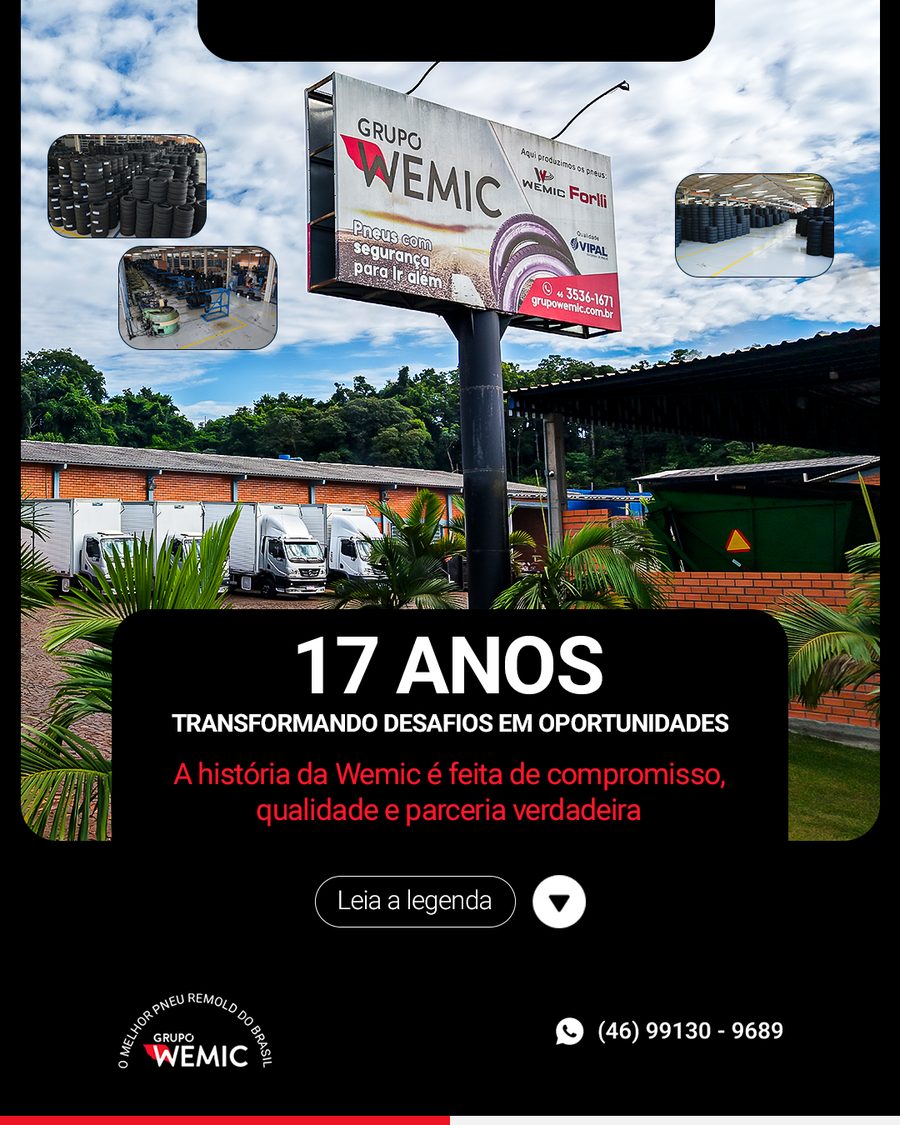 GRUPO
WEMIC
Pneus com
segurança
para Ir além
Aqui produzimos os pneus:
WEMIC Forlli
Qualidade
VIPAL
46 3536-1671
grupowemic.com.br
17 ANOS
TRANSFORMANDO DESAFIOS EM OPORTUNIDADES
A história da Wemic é feita de compromisso,
qualidade e parceria verdadeira
Leia a legenda
O MELHOR PNEU REMOLD DO BRASIL
GRUPO
WEMIC
(46) 99130 - 9689